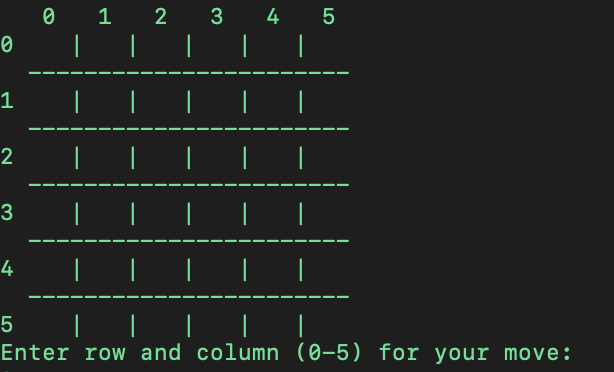 0   1   2   3   4   5
0    |   |   |   |   |
  -----------------------
1    |   |   |   |   |
  -----------------------
2    |   |   |   |   |
  -----------------------
3    |   |   |   |   |
  -----------------------
4    |   |   |   |   |
  -----------------------
5    |   |   |   |   |
Enter row and column (0-5) for your move: